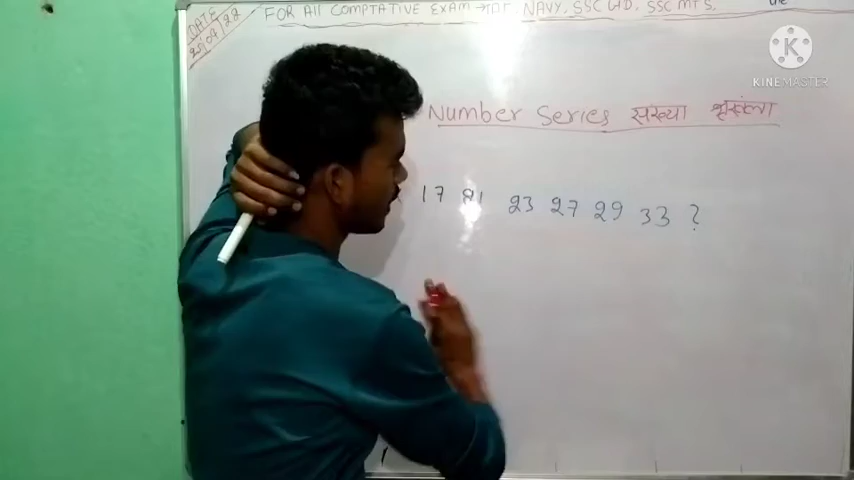 DATE
FOR All COMPTATIVE EXAM → NAVY, SSC GD. SSC MTS.
KINEMASTER
Number Series संख्या श्रृंखला
17 21 23 27 29 33 ?